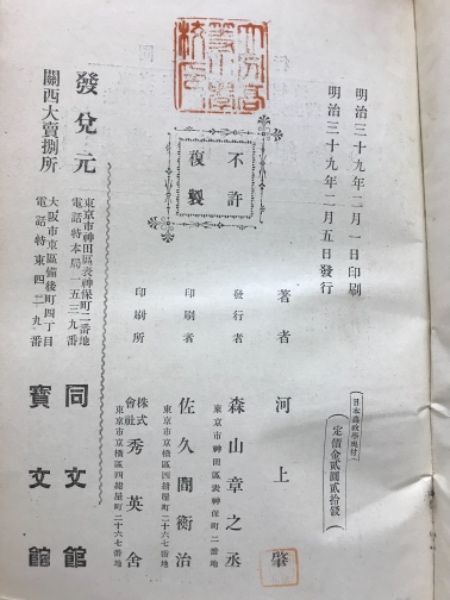 明治三十九年二月一日印刷
明治三十九年二月五日發行
日本農政學奧付
定價金貳圓貳拾錢
不許
復製
著者 河上肇
發行者 森山章之丞
東京市神田區表神保町二番地
印刷者 佐久間衡治
東京市京橋區西紺屋町二十六七番地
印刷所 株式會社 秀英舍
東京市京橋區西紺屋町二十六七番地
發兌元 東京市神田區表神保町二番地 同文館
電話特本局一五三九番
關西大賣捌所 大阪市東區備後町四丁目 寶文館
電話特東四二九番